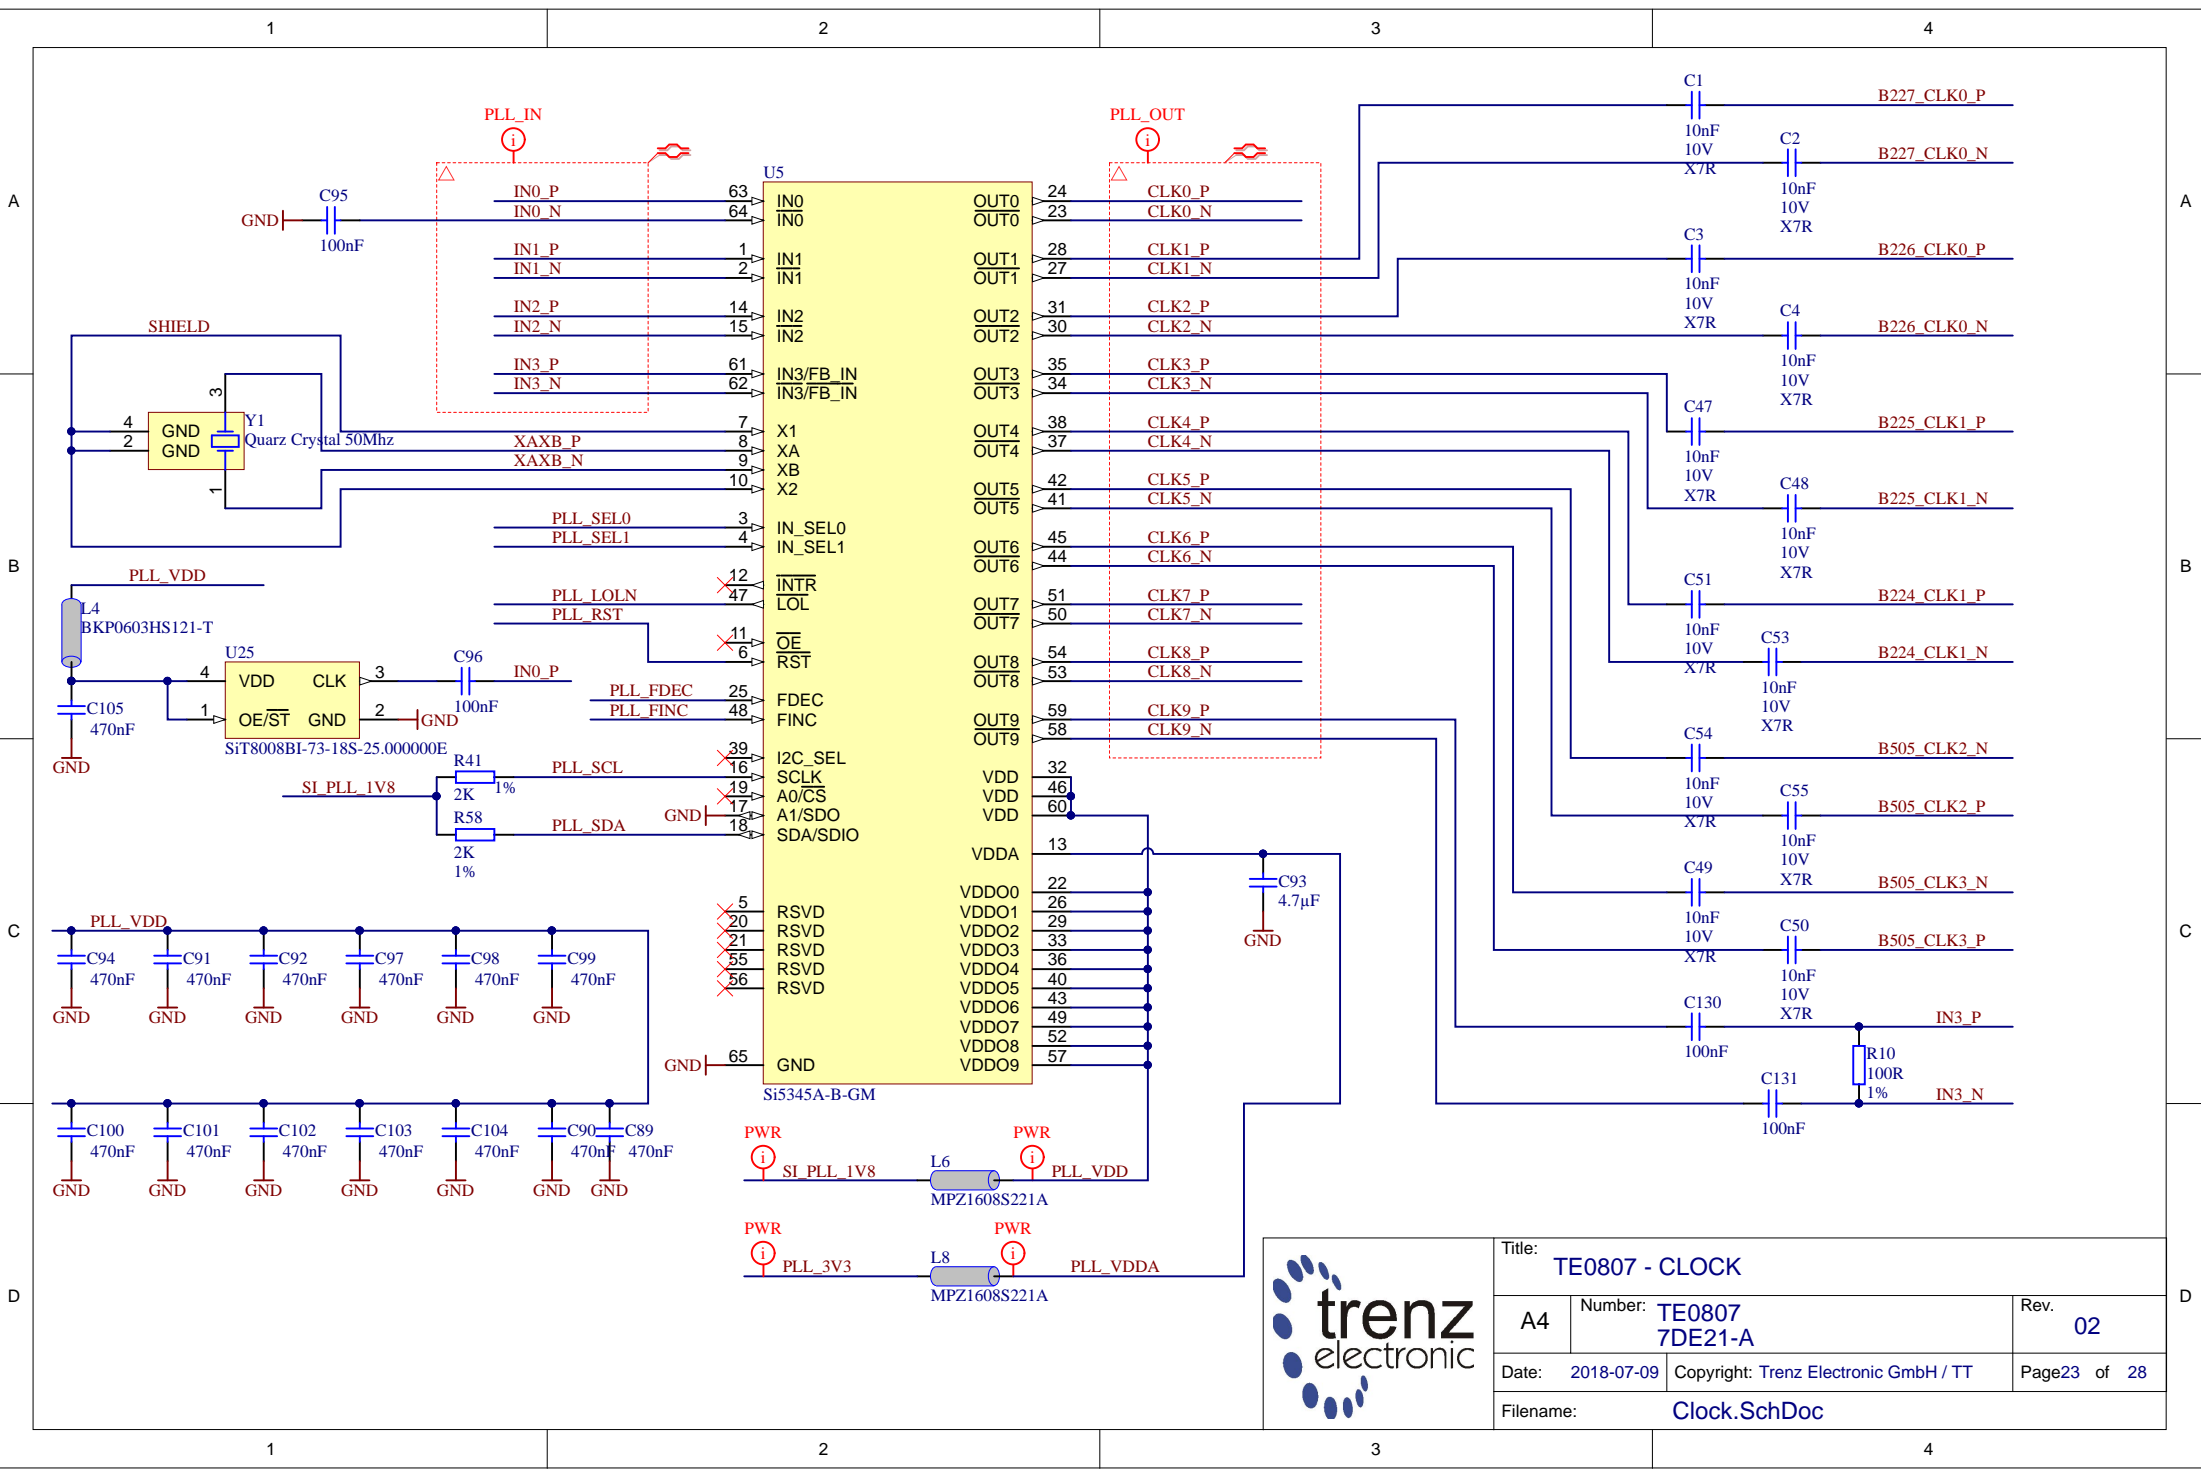 1 2 3 4
A A
B B
C C
D D
PLL_IN
IN0_P
IN0_N
IN1_P
IN1_N
IN2_P
IN2_N
IN3_P
IN3_N
C95
GND
100nF
SHIELD
4 GND
2 GND
3
1
Y1
Quarz Crystal 50Mhz
XAXB_P
XAXB_N
PLL_SEL0
PLL_SEL1
PLL_LOLN
PLL_RST
PLL_FDEC
PLL_FINC
PLL_VDD
L4
BKP0603HS121-T
U25
4 VDD CLK 3
1 OE/ST GND 2
GND
SiT8008BI-73-18S-25.000000E
C96
100nF
IN0_P
C105
470nF
GND
SI_PLL_1V8
R41
2K
1%
PLL_SCL
R58
2K
1%
PLL_SDA
GND
U5
63 IN0
64 IN0
1 IN1
2 IN1
14 IN2
15 IN2
61 IN3/FB_IN
62 IN3/FB_IN
7 X1
8 XA
9 XB
10 X2
3 IN_SEL0
4 IN_SEL1
12 INTR
47 LOL
11 OE
6 RST
25 FDEC
48 FINC
39 I2C_SEL
16 SCLK
19 A0/CS
17 A1/SDO
18 SDA/SDIO
5 RSVD
20 RSVD
21 RSVD
55 RSVD
56 RSVD
GND 65 GND
OUT0 24
OUT0 23
OUT1 28
OUT1 27
OUT2 31
OUT2 30
OUT3 35
OUT3 34
OUT4 38
OUT4 37
OUT5 42
OUT5 41
OUT6 45
OUT6 44
OUT7 51
OUT7 50
OUT8 54
OUT8 53
OUT9 59
OUT9 58
VDD 32
VDD 46
VDD 60
VDDA 13
VDDO0 22
VDDO1 26
VDDO2 29
VDDO3 33
VDDO4 36
VDDO5 40
VDDO6 43
VDDO7 49
VDDO8 52
VDDO9 57
Si5345A-B-GM
PLL_OUT
CLK0_P
CLK0_N
CLK1_P
CLK1_N
CLK2_P
CLK2_N
CLK3_P
CLK3_N
CLK4_P
CLK4_N
CLK5_P
CLK5_N
CLK6_P
CLK6_N
CLK7_P
CLK7_N
CLK8_P
CLK8_N
CLK9_P
CLK9_N
C93
4.7µF
GND
C1
10nF
10V
X7R
B227_CLK0_P
C2
10nF
10V
X7R
B227_CLK0_N
C3
10nF
10V
X7R
B226_CLK0_P
C4
10nF
10V
X7R
B226_CLK0_N
C47
10nF
10V
X7R
B225_CLK1_P
C48
10nF
10V
X7R
B225_CLK1_N
C51
10nF
10V
X7R
B224_CLK1_P
C53
10nF
10V
X7R
B224_CLK1_N
C54
10nF
10V
X7R
B505_CLK2_N
C55
10nF
10V
X7R
B505_CLK2_P
C49
10nF
10V
X7R
B505_CLK3_N
C50
10nF
10V
X7R
B505_CLK3_P
C130
100nF
IN3_P
R10
100R
1%
C131
100nF
IN3_N
PLL_VDD
C94 C91 C92 C97 C98 C99
470nF 470nF 470nF 470nF 470nF 470nF
GND GND GND GND GND GND
C100 C101 C102 C103 C104 C90 C89
470nF 470nF 470nF 470nF 470nF 470nF 470nF
GND GND GND GND GND GND GND
PWR PWR
SI_PLL_1V8 L6 PLL_VDD
MPZ1608S221A
PWR PWR
PLL_3V3 L8 PLL_VDDA
MPZ1608S221A
trenz
electronic
Title:
TE0807 - CLOCK
A4
Number: TE0807
7DE21-A
Rev.
02
Date: 2018-07-09
Copyright: Trenz Electronic GmbH / TT
Page23 of 28
Filename: Clock.SchDoc
1 2 3 4